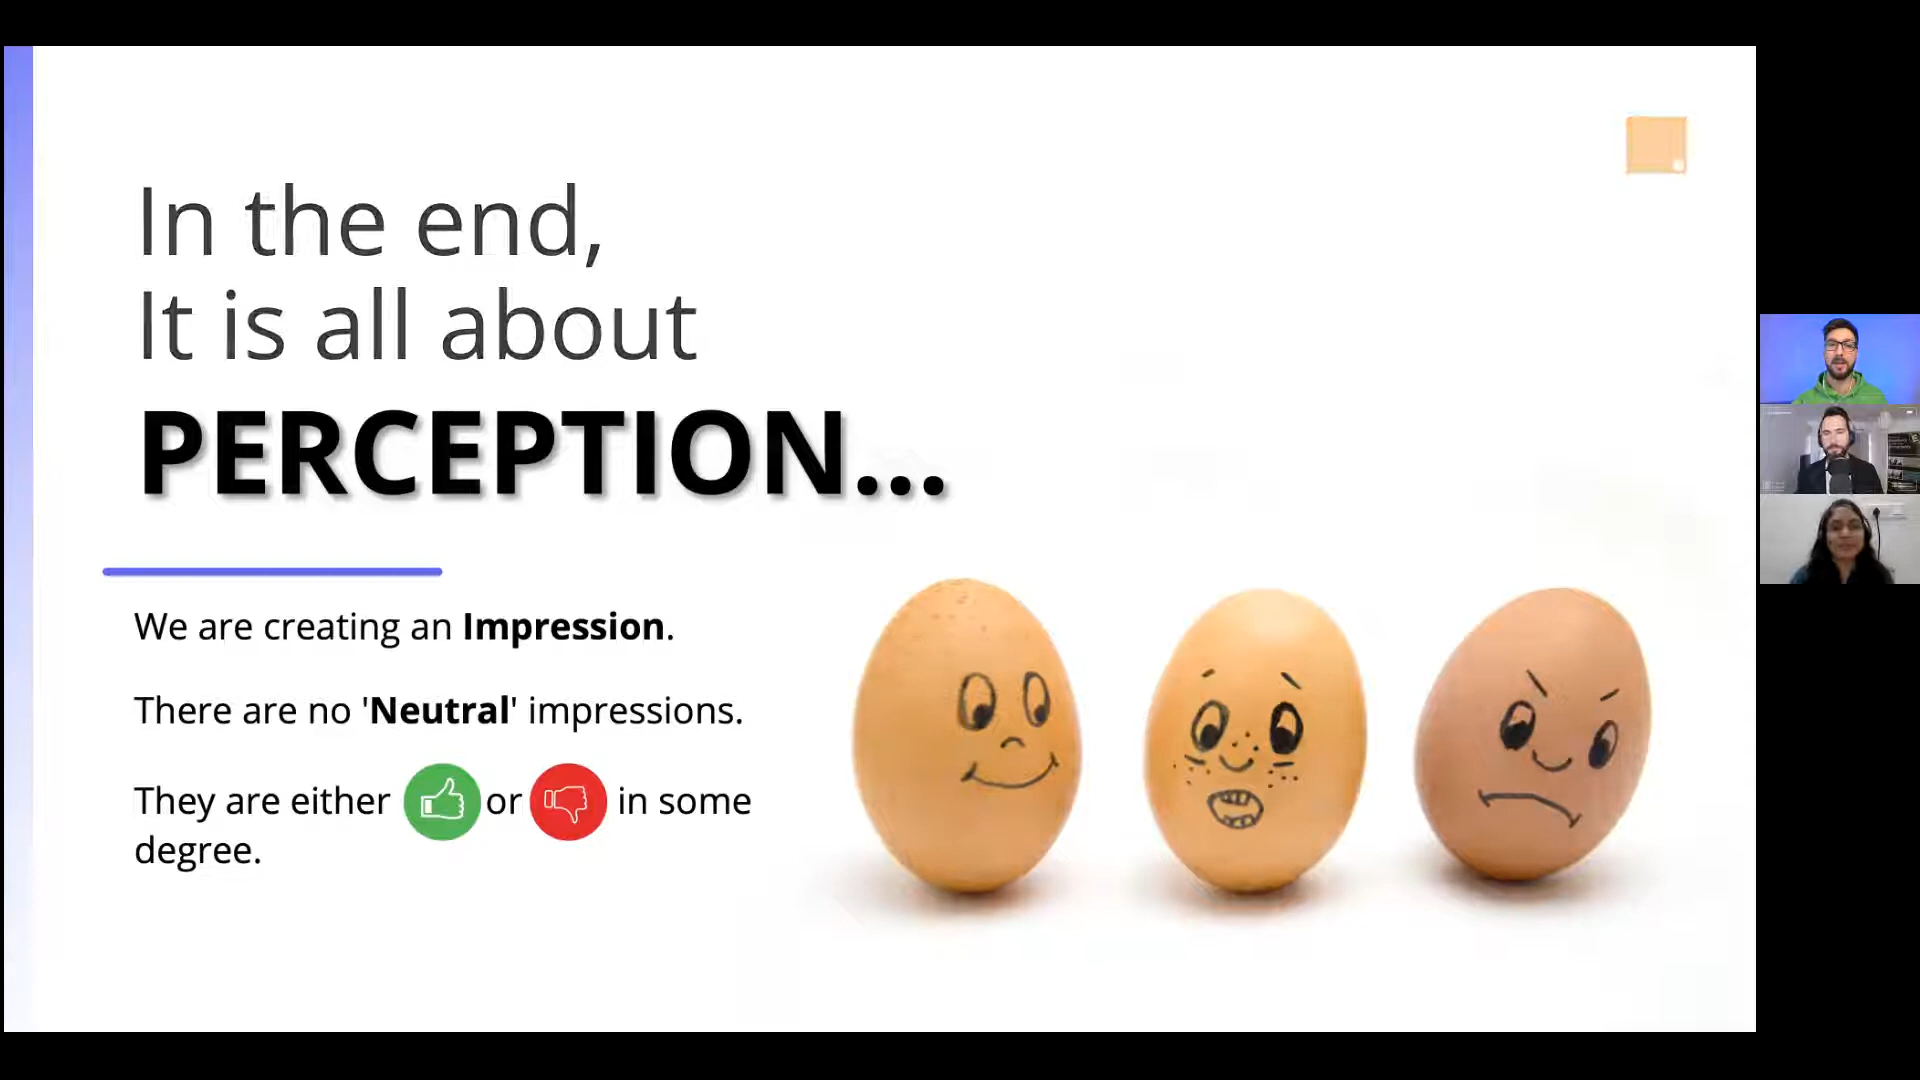 In the end,
It is all about
PERCEPTION...
We are creating an Impression.
There are no 'Neutral' impressions.
They are either or in some
degree.